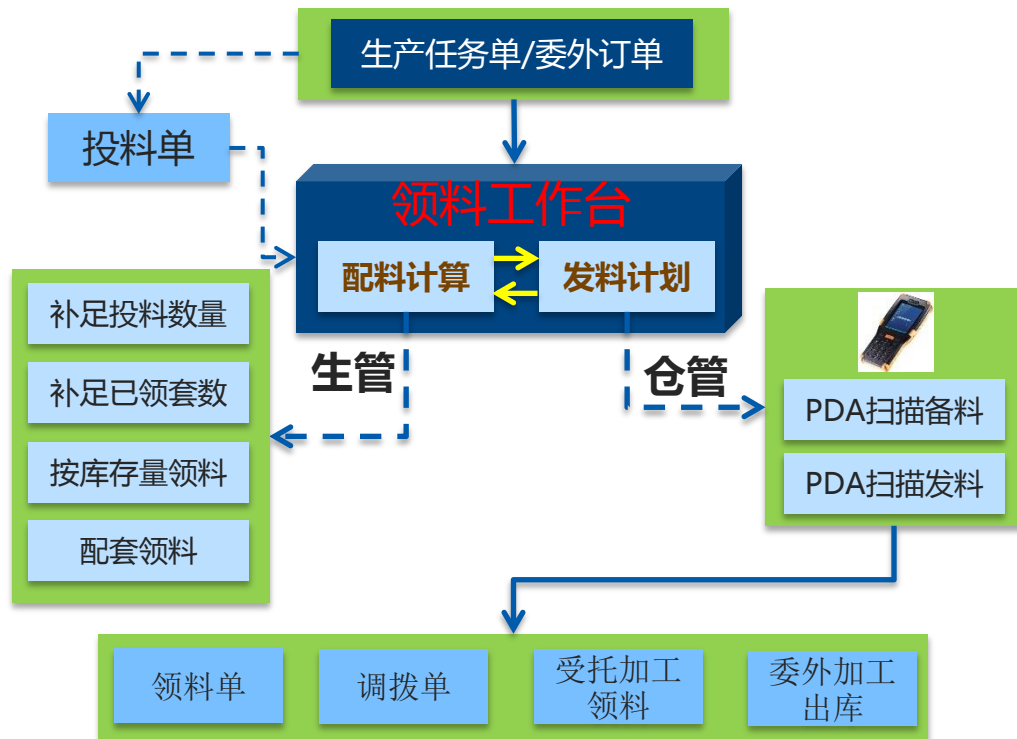 生产任务单/委外订单
投料单
领料工作台
配料计算
发料计划
生管
仓管
补足投料数量
补足已领套数
按库存量领料
配套领料
PDA扫描备料
PDA扫描发料
领料单
调拨单
受托加工
领料
委外加工
出库